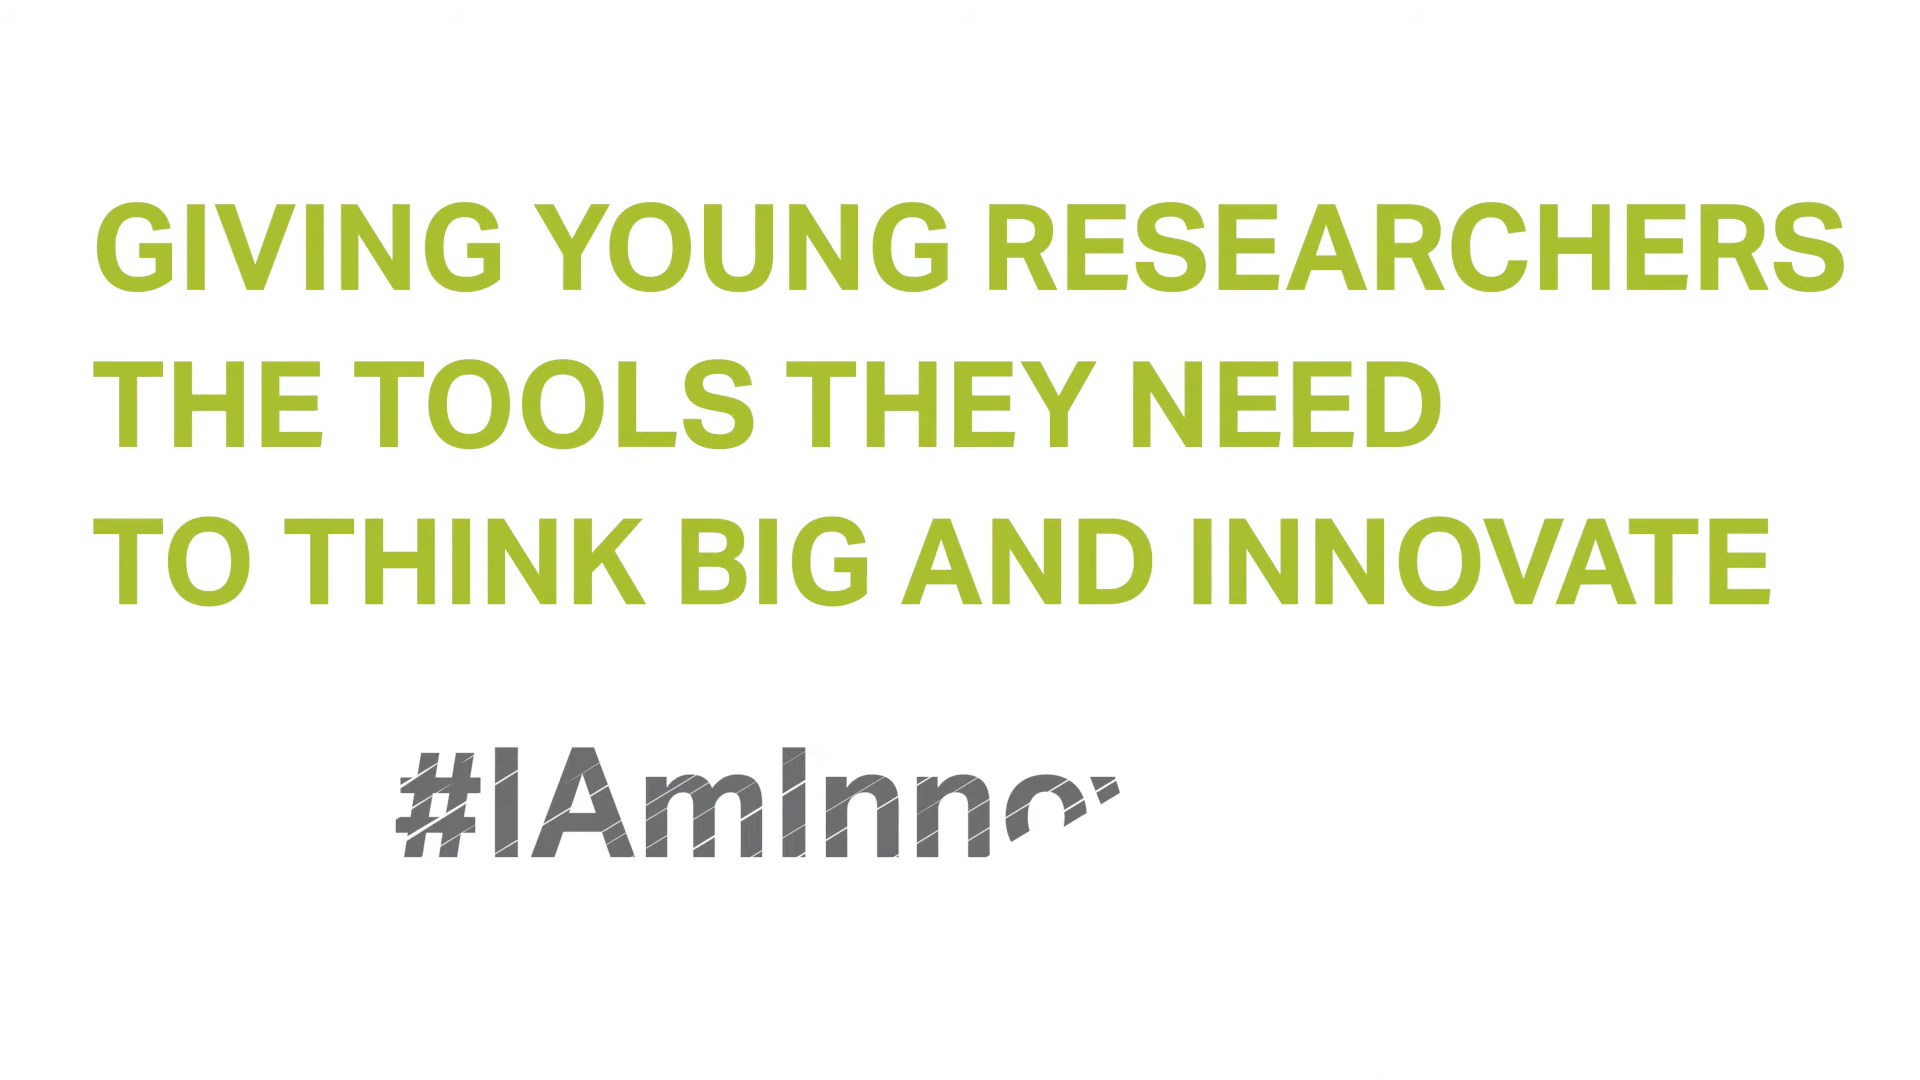 GIVING YOUNG RESEARCHERS
THE TOOLS THEY NEED
TO THINK BIG AND INNOVATE
#IAmInno